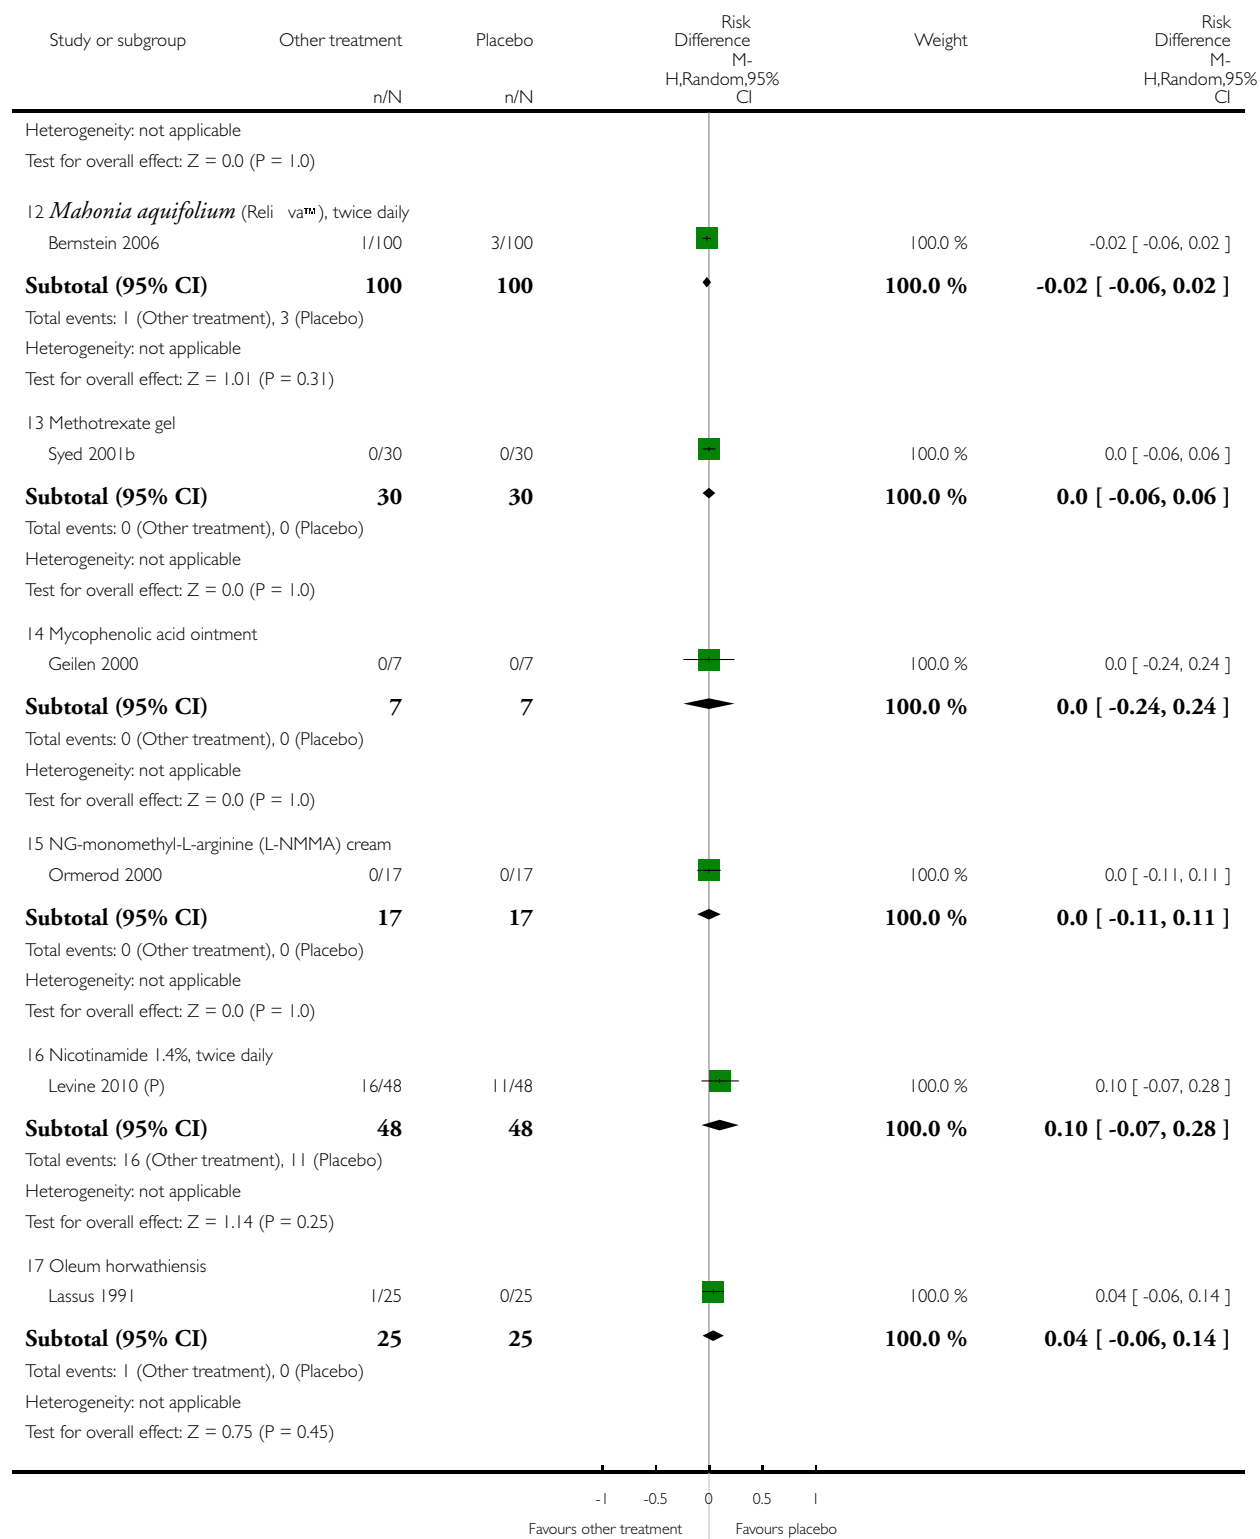 Study or subgroup Other treatment Placebo Risk Difference Weight Risk Difference
M-H,Random,95% CI M-H,Random,95% CI
n/N n/N
Heterogeneity: not applicable
Test for overall effect: Z = 0.0 (P = 1.0)
12 Mahonia aquifolium (Reli va™), twice daily
Bernstein 2006 1/100 3/100 100.0 % -0.02 [ -0.06, 0.02 ]
Subtotal (95% CI) 100 100 100.0 % -0.02 [ -0.06, 0.02 ]
Total events: 1 (Other treatment), 3 (Placebo)
Heterogeneity: not applicable
Test for overall effect: Z = 1.01 (P = 0.31)
13 Methotrexate gel
Syed 2001b 0/30 0/30 100.0 % 0.0 [ -0.06, 0.06 ]
Subtotal (95% CI) 30 30 100.0 % 0.0 [ -0.06, 0.06 ]
Total events: 0 (Other treatment), 0 (Placebo)
Heterogeneity: not applicable
Test for overall effect: Z = 0.0 (P = 1.0)
14 Mycophenolic acid ointment
Geilen 2000 0/7 0/7 100.0 % 0.0 [ -0.24, 0.24 ]
Subtotal (95% CI) 7 7 100.0 % 0.0 [ -0.24, 0.24 ]
Total events: 0 (Other treatment), 0 (Placebo)
Heterogeneity: not applicable
Test for overall effect: Z = 0.0 (P = 1.0)
15 NG-monomethyl-L-arginine (L-NMMA) cream
Ormerod 2000 0/17 0/17 100.0 % 0.0 [ -0.11, 0.11 ]
Subtotal (95% CI) 17 17 100.0 % 0.0 [ -0.11, 0.11 ]
Total events: 0 (Other treatment), 0 (Placebo)
Heterogeneity: not applicable
Test for overall effect: Z = 0.0 (P = 1.0)
16 Nicotinamide 1.4%, twice daily
Levine 2010 (P) 16/48 11/48 100.0 % 0.10 [ -0.07, 0.28 ]
Subtotal (95% CI) 48 48 100.0 % 0.10 [ -0.07, 0.28 ]
Total events: 16 (Other treatment), 11 (Placebo)
Heterogeneity: not applicable
Test for overall effect: Z = 1.14 (P = 0.25)
17 Oleum horwathiensis
Lassus 1991 1/25 0/25 100.0 % 0.04 [ -0.06, 0.14 ]
Subtotal (95% CI) 25 25 100.0 % 0.04 [ -0.06, 0.14 ]
Total events: 1 (Other treatment), 0 (Placebo)
Heterogeneity: not applicable
Test for overall effect: Z = 0.75 (P = 0.45)
-1 -0.5 0 0.5 1
Favours other treatment Favours placebo